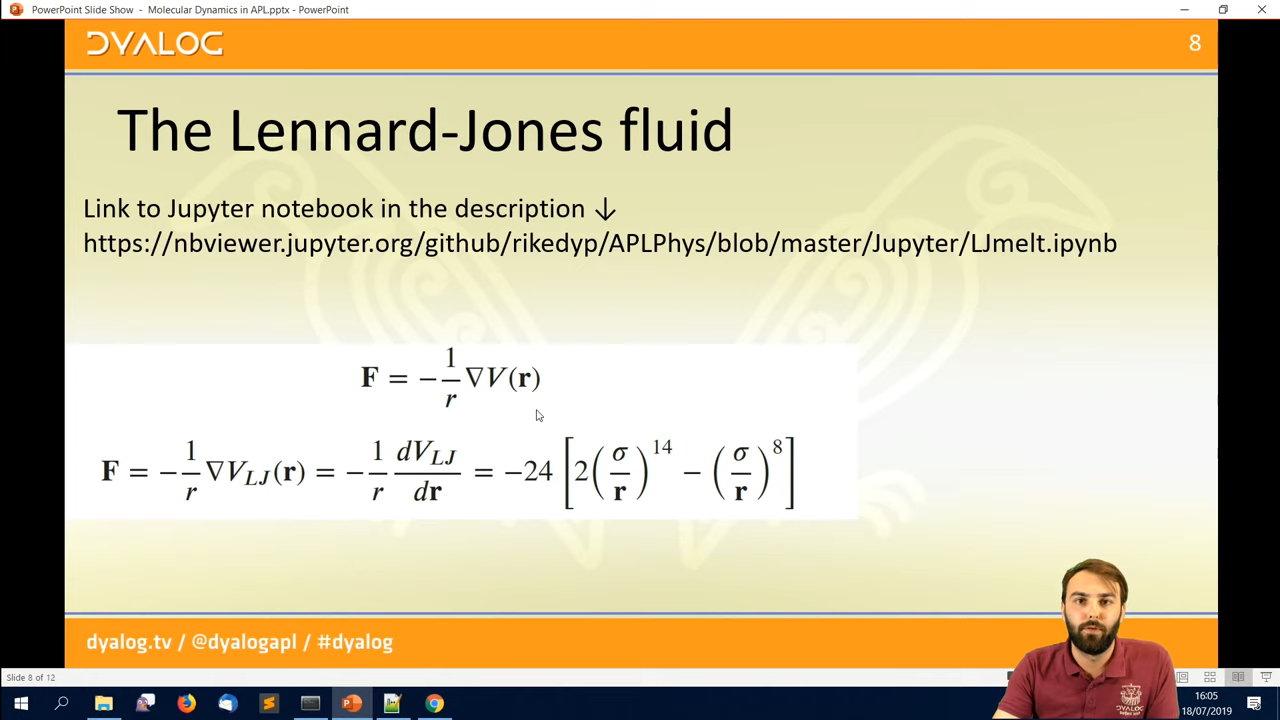 PowerPoint Slide Show - Molecular Dynamics in APL.pptx - PowerPoint
DYALOG
8
The Lennard-Jones fluid
Link to Jupyter notebook in the description ↓
https://nbviewer.jupyter.org/github/rikedyp/APLPhys/blob/master/Jupyter/LJmelt.ipynb
F = −1/r ∇V(r)
F = −1/r ∇V_LJ(r) = −1/r dV_LJ/dr = −24 [2(σ/r)^14 − (σ/r)^8]
dyalog.tv / @dyalogapl / #dyalog
DYALOG
Slide 8 of 12
16:05
18/07/2019